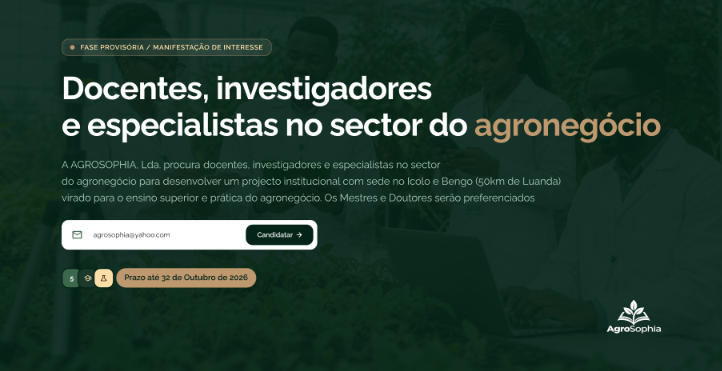 FASE PROVISÓRIA / MANIFESTAÇÃO DE INTERESSE
Docentes, investigadores
e especialistas no sector do agronegócio
A AGROSOPHIA, Lda. procura docentes, investigadores e especialistas no sector
do agronegócio para desenvolver um projecto institucional com sede no Icolo e Bengo (50km de Luanda)
virado para o ensino superior e prática do agronegócio. Os Mestres e Doutores serão preferenciados
agrosophia@yahoo.com
Candidatar →
5
Prazo até 32 de Outubro de 2026
AgroSophia